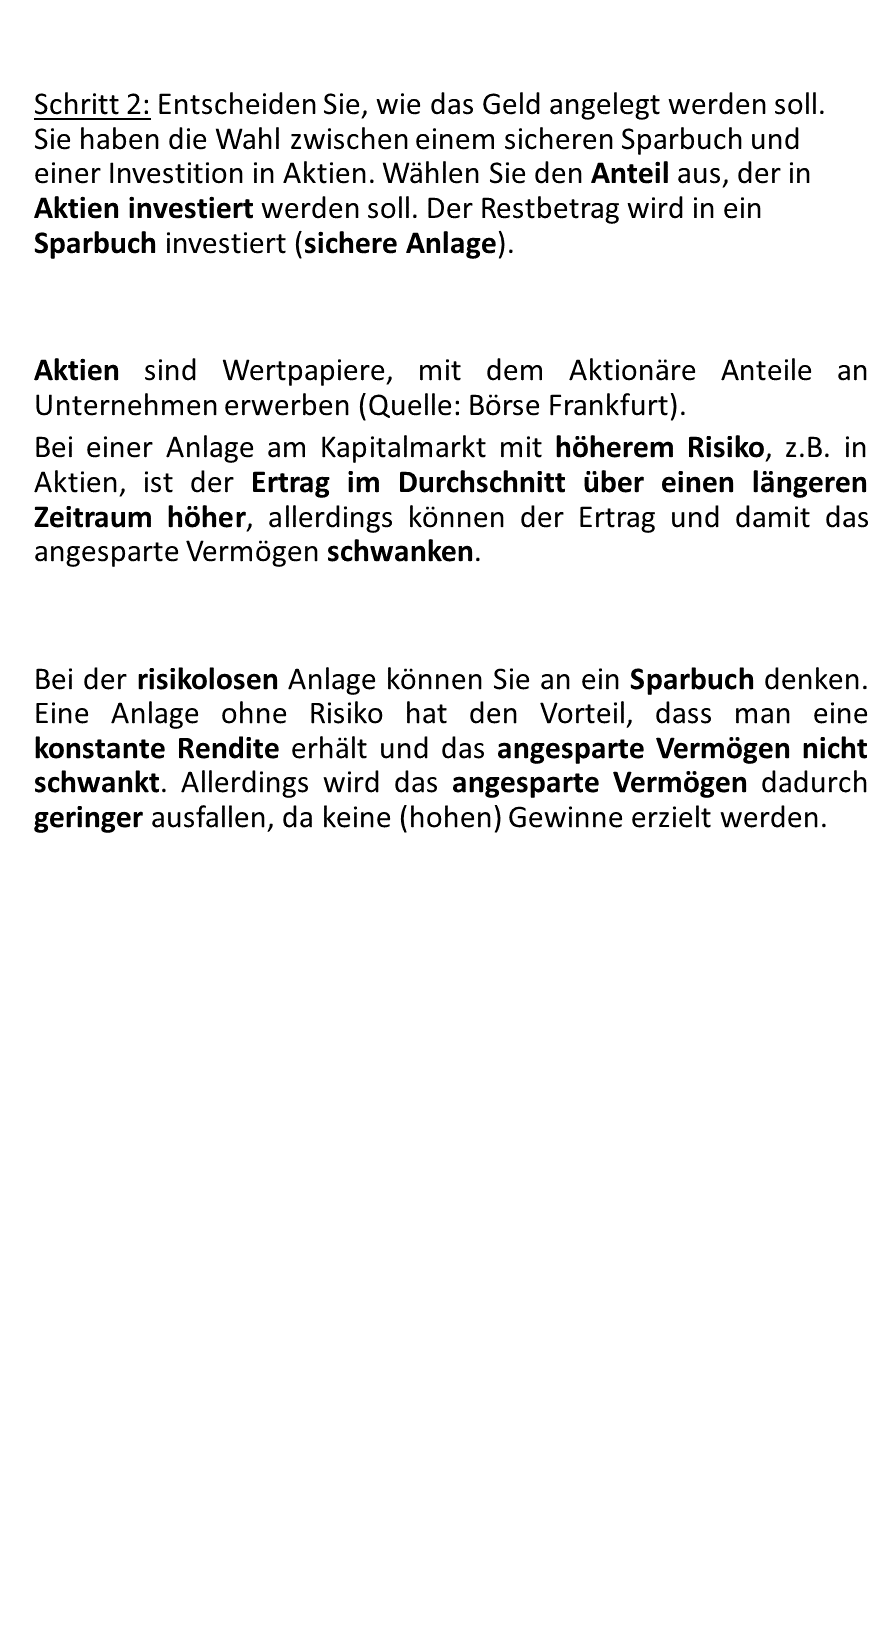 Schritt 2: Entscheiden Sie, wie das Geld angelegt werden soll.
Sie haben die Wahl zwischen einem sicheren Sparbuch und
einer Investition in Aktien. Wählen Sie den Anteil aus, der in
Aktien investiert werden soll. Der Restbetrag wird in ein
Sparbuch investiert (sichere Anlage).
Aktien sind Wertpapiere, mit dem Aktionäre Anteile an
Unternehmen erwerben (Quelle: Börse Frankfurt).
Bei einer Anlage am Kapitalmarkt mit höherem Risiko, z.B. in
Aktien, ist der Ertrag im Durchschnitt über einen längeren
Zeitraum höher, allerdings können der Ertrag und damit das
angesparte Vermögen schwanken.
Bei der risikolosen Anlage können Sie an ein Sparbuch denken.
Eine Anlage ohne Risiko hat den Vorteil, dass man eine
konstante Rendite erhält und das angesparte Vermögen nicht
schwankt. Allerdings wird das angesparte Vermögen dadurch
geringer ausfallen, da keine (hohen) Gewinne erzielt werden.